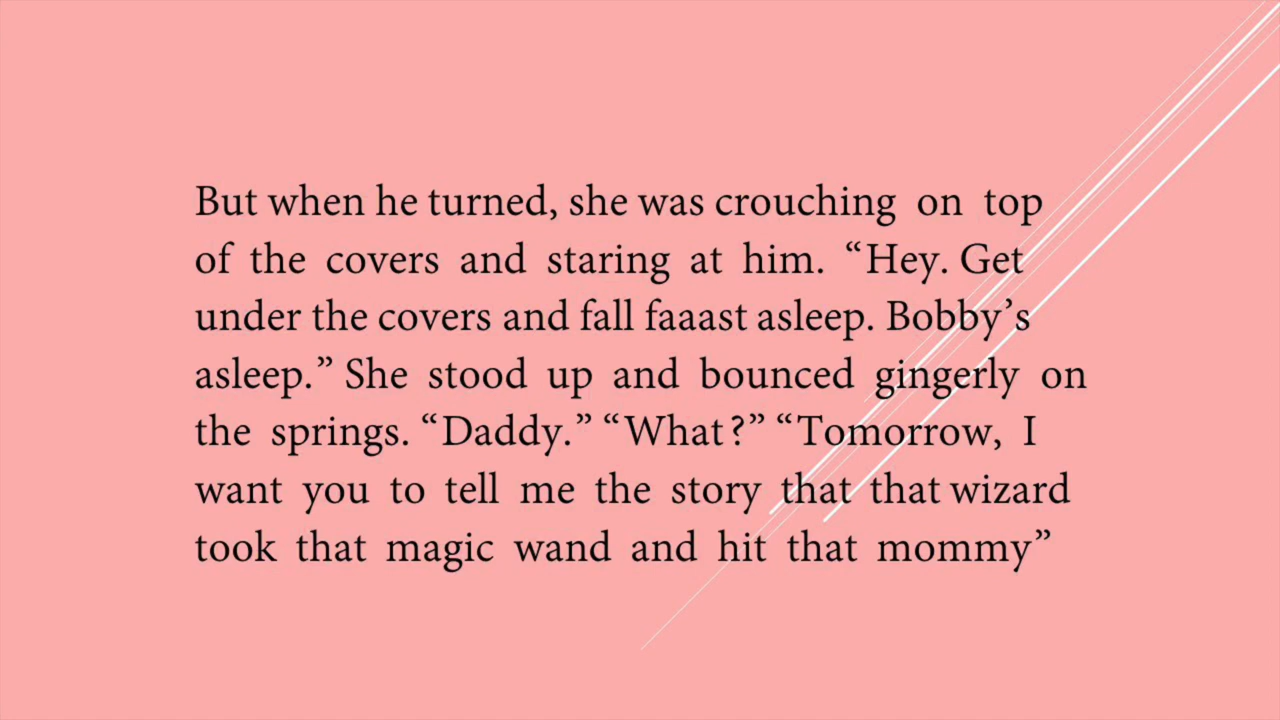 But when he turned, she was crouching on top
of the covers and staring at him. “Hey. Get
under the covers and fall faaast asleep. Bobby’s
asleep.” She stood up and bounced gingerly on
the springs. “Daddy.” “What?” “Tomorrow, I
want you to tell me the story that that wizard
took that magic wand and hit that mommy”